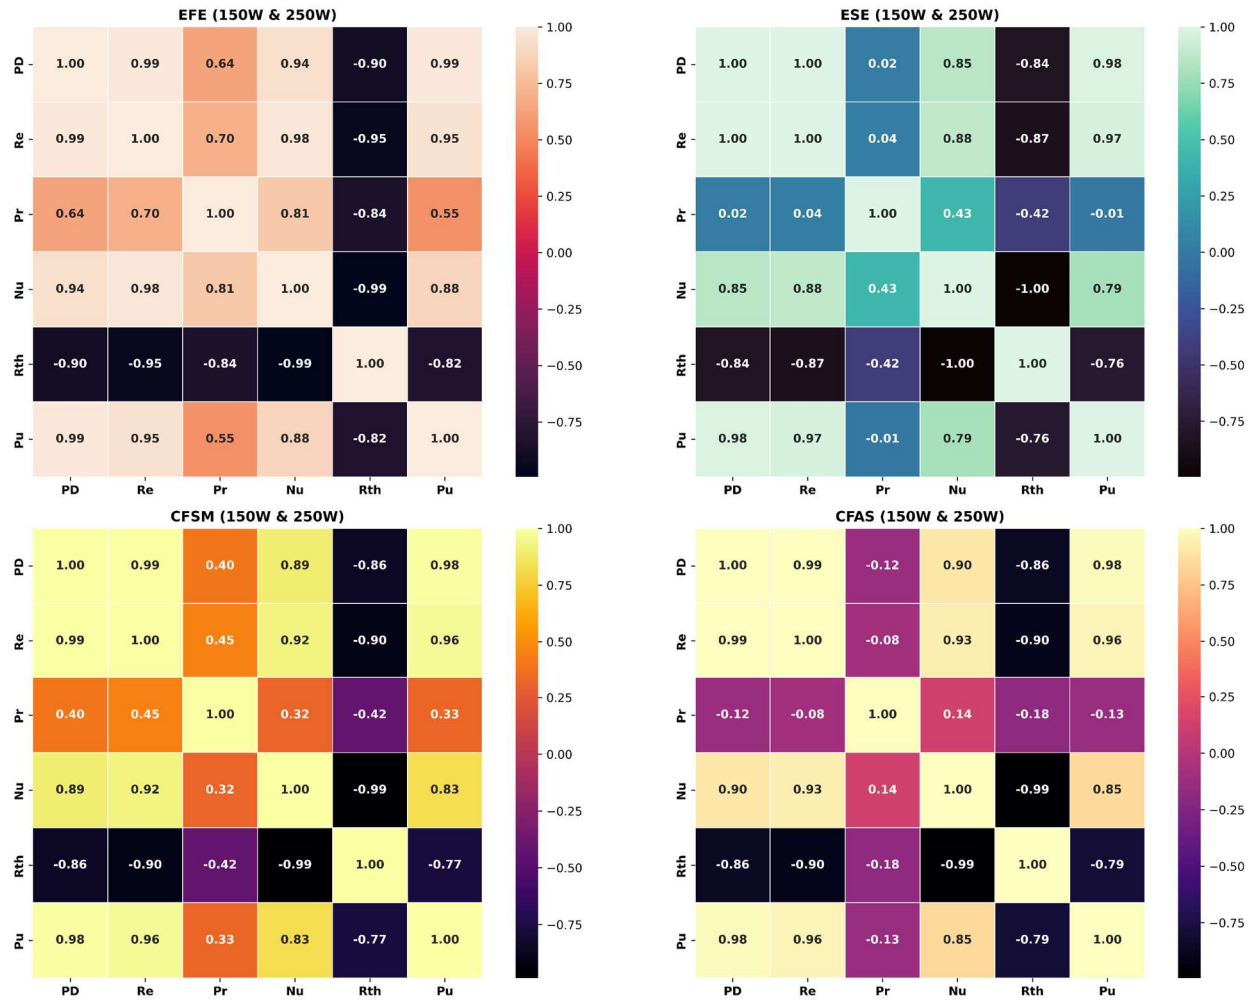 EFE (150W & 250W)
PD 1.00 0.99 0.64 0.94 -0.90 0.99
Re 0.99 1.00 0.70 0.98 -0.95 0.95
Pr 0.64 0.70 1.00 0.81 -0.84 0.55
Nu 0.94 0.98 0.81 1.00 -0.99 0.88
Rth -0.90 -0.95 -0.84 -0.99 1.00 -0.82
Pu 0.99 0.95 0.55 0.88 -0.82 1.00
PD Re Pr Nu Rth Pu
1.00
0.75
0.50
0.25
0.00
−0.25
−0.50
−0.75
ESE (150W & 250W)
PD 1.00 1.00 0.02 0.85 -0.84 0.98
Re 1.00 1.00 0.04 0.88 -0.87 0.97
Pr 0.02 0.04 1.00 0.43 -0.42 -0.01
Nu 0.85 0.88 0.43 1.00 -1.00 0.79
Rth -0.84 -0.87 -0.42 -1.00 1.00 -0.76
Pu 0.98 0.97 -0.01 0.79 -0.76 1.00
PD Re Pr Nu Rth Pu
1.00
0.75
0.50
0.25
0.00
−0.25
−0.50
−0.75
CFSM (150W & 250W)
PD 1.00 0.99 0.40 0.89 -0.86 0.98
Re 0.99 1.00 0.45 0.92 -0.90 0.96
Pr 0.40 0.45 1.00 0.32 -0.42 0.33
Nu 0.89 0.92 0.32 1.00 -0.99 0.83
Rth -0.86 -0.90 -0.42 -0.99 1.00 -0.77
Pu 0.98 0.96 0.33 0.83 -0.77 1.00
PD Re Pr Nu Rth Pu
1.00
0.75
0.50
0.25
0.00
−0.25
−0.50
−0.75
CFAS (150W & 250W)
PD 1.00 0.99 -0.12 0.90 -0.86 0.98
Re 0.99 1.00 -0.08 0.93 -0.90 0.96
Pr -0.12 -0.08 1.00 0.14 -0.18 -0.13
Nu 0.90 0.93 0.14 1.00 -0.99 0.85
Rth -0.86 -0.90 -0.18 -0.99 1.00 -0.79
Pu 0.98 0.96 -0.13 0.85 -0.79 1.00
PD Re Pr Nu Rth Pu
1.00
0.75
0.50
0.25
0.00
−0.25
−0.50
−0.75